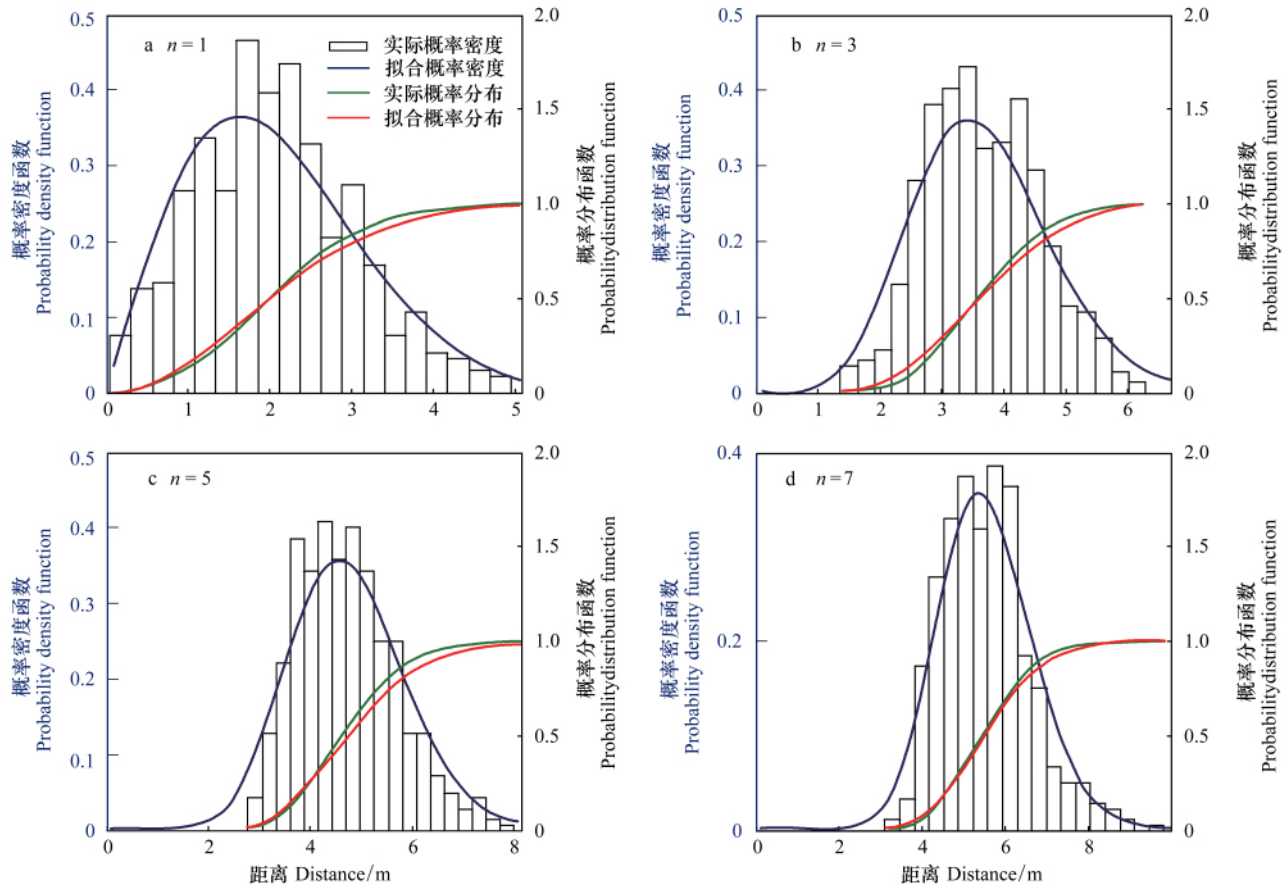 a n = 1
实际概率密度
拟合概率密度
实际概率分布
拟合概率分布
概率密度函数
Probability density function
0.5
0.4
0.3
0.2
0.1
0
2.0
1.5
1.0
0.5
0
概率分布函数
Probabilitydistribution function
0 1 2 3 4 5
b n = 3
概率密度函数
Probability density function
0.5
0.4
0.3
0.2
0.1
0
2.0
1.5
1.0
0.5
0
概率分布函数
Probabilitydistribution function
0 1 2 3 4 5 6
c n = 5
概率密度函数
Probability density function
0.5
0.4
0.3
0.2
0.1
0
2.0
1.5
1.0
0.5
0
概率分布函数
Probabilitydistribution function
0 2 4 6 8
距离 Distance/m
d n=7
概率密度函数
Probability density function
0.4
0.2
0
2.0
1.5
1.0
0.5
0
概率分布函数
Probabilitydistribution function
0 2 4 6 8
距离 Distance/m